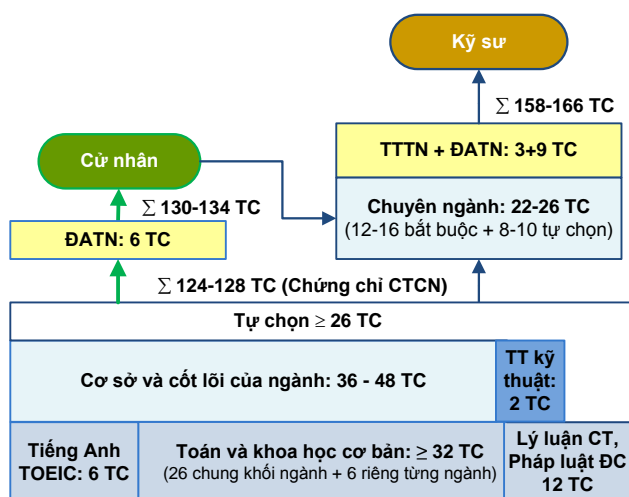 Kỹ sư
∑ 158-166 TC
TTTN + ĐATN: 3+9 TC
Cử nhân
Chuyên ngành: 22-26 TC
(12-16 bắt buộc + 8-10 tự chọn)
∑ 130-134 TC
ĐATN: 6 TC
∑ 124-128 TC (Chứng chỉ CTCN)
Tự chọn ≥ 26 TC
Cơ sở và cốt lõi của ngành: 36 - 48 TC
TT kỹ
thuật:
2 TC
Tiếng Anh
TOEIC: 6 TC
Toán và khoa học cơ bản: ≥ 32 TC
(26 chung khối ngành + 6 riêng từng ngành)
Lý luận CT,
Pháp luật ĐC
12 TC